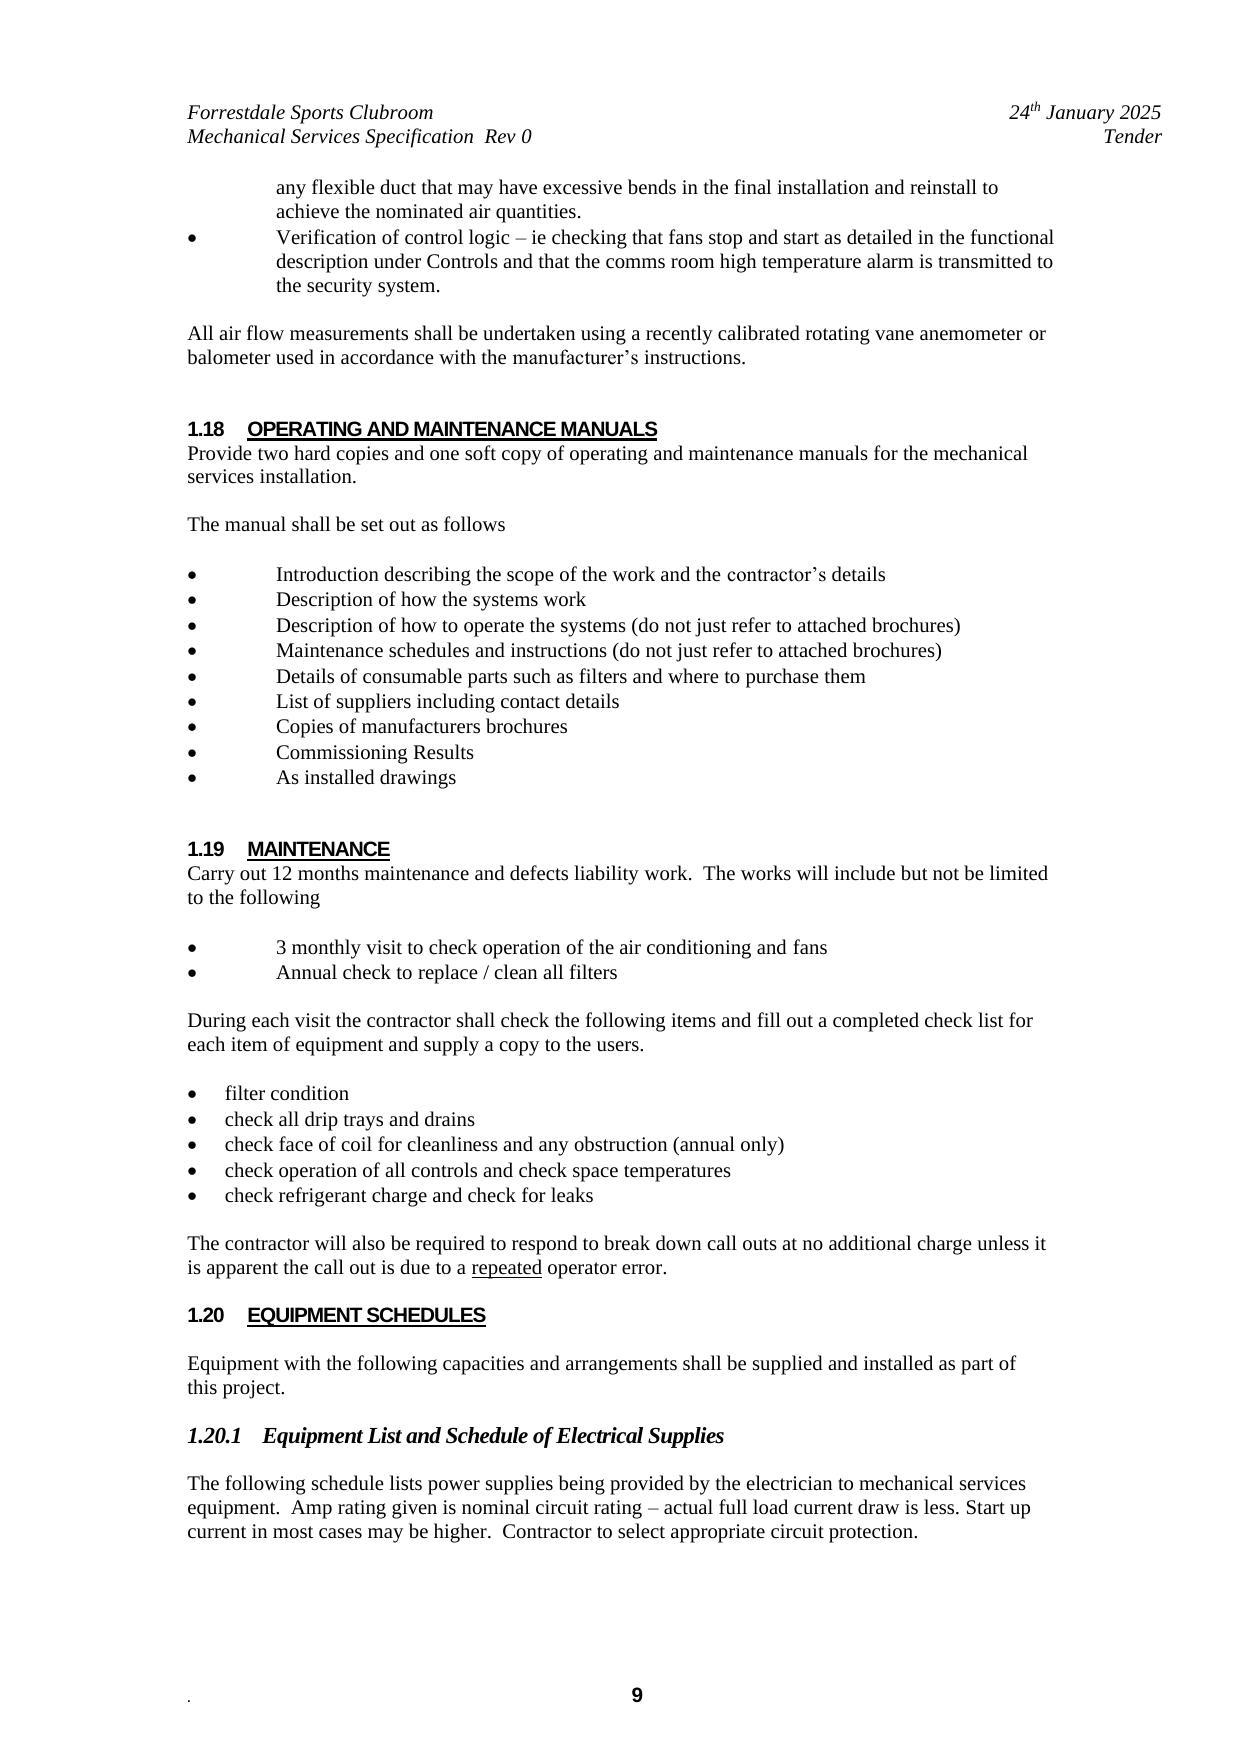 Forrestdale Sports Clubroom 24th January 2025
Mechanical Services Specification Rev 0 Tender
any flexible duct that may have excessive bends in the final installation and reinstall to
achieve the nominated air quantities.
• Verification of control logic – ie checking that fans stop and start as detailed in the functional
description under Controls and that the comms room high temperature alarm is transmitted to
the security system.
All air flow measurements shall be undertaken using a recently calibrated rotating vane anemometer or
balometer used in accordance with the manufacturer’s instructions.
1.18 OPERATING AND MAINTENANCE MANUALS
Provide two hard copies and one soft copy of operating and maintenance manuals for the mechanical
services installation.
The manual shall be set out as follows
• Introduction describing the scope of the work and the contractor’s details
• Description of how the systems work
• Description of how to operate the systems (do not just refer to attached brochures)
• Maintenance schedules and instructions (do not just refer to attached brochures)
• Details of consumable parts such as filters and where to purchase them
• List of suppliers including contact details
• Copies of manufacturers brochures
• Commissioning Results
• As installed drawings
1.19 MAINTENANCE
Carry out 12 months maintenance and defects liability work. The works will include but not be limited
to the following
• 3 monthly visit to check operation of the air conditioning and fans
• Annual check to replace / clean all filters
During each visit the contractor shall check the following items and fill out a completed check list for
each item of equipment and supply a copy to the users.
• filter condition
• check all drip trays and drains
• check face of coil for cleanliness and any obstruction (annual only)
• check operation of all controls and check space temperatures
• check refrigerant charge and check for leaks
The contractor will also be required to respond to break down call outs at no additional charge unless it
is apparent the call out is due to a repeated operator error.
1.20 EQUIPMENT SCHEDULES
Equipment with the following capacities and arrangements shall be supplied and installed as part of
this project.
1.20.1 Equipment List and Schedule of Electrical Supplies
The following schedule lists power supplies being provided by the electrician to mechanical services
equipment. Amp rating given is nominal circuit rating – actual full load current draw is less. Start up
current in most cases may be higher. Contractor to select appropriate circuit protection.
. 9